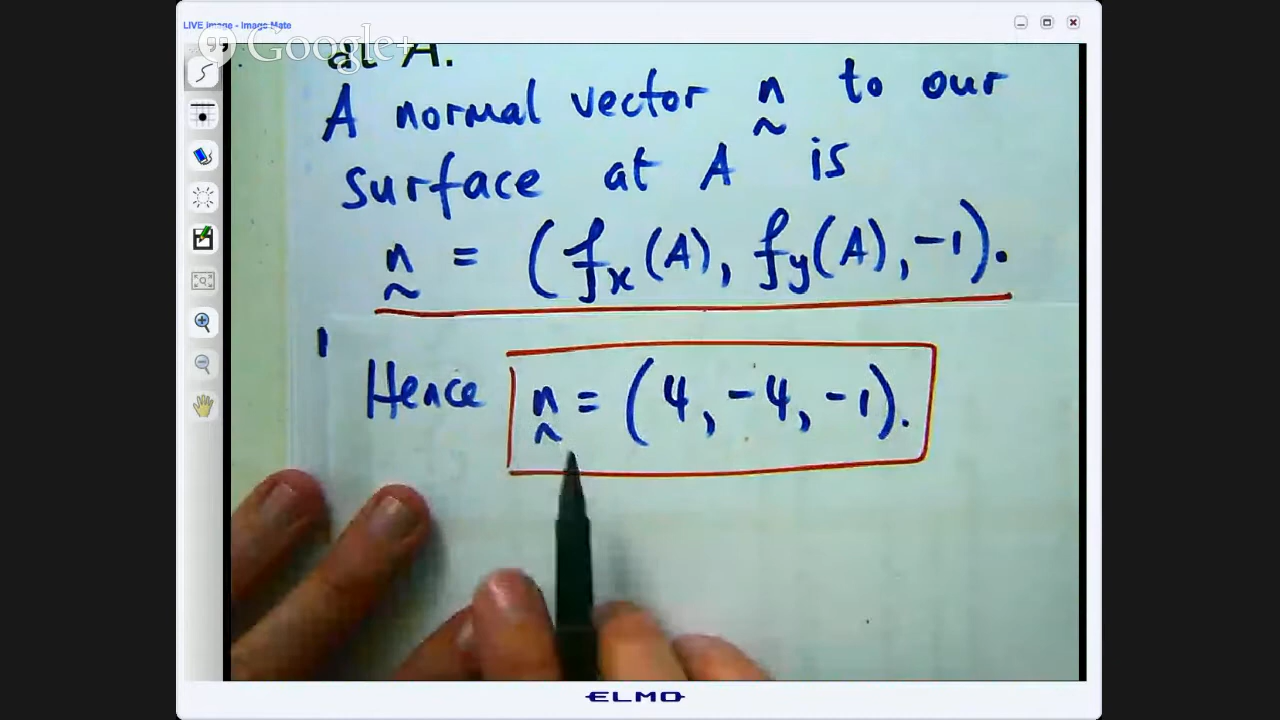 LIVE image - Image Mate
Google+
at A.
A normal vector n to our
~
surface at A is
n = (fx(A), fy(A), -1).
~
Hence n = (4, -4, -1).
~
ELMO